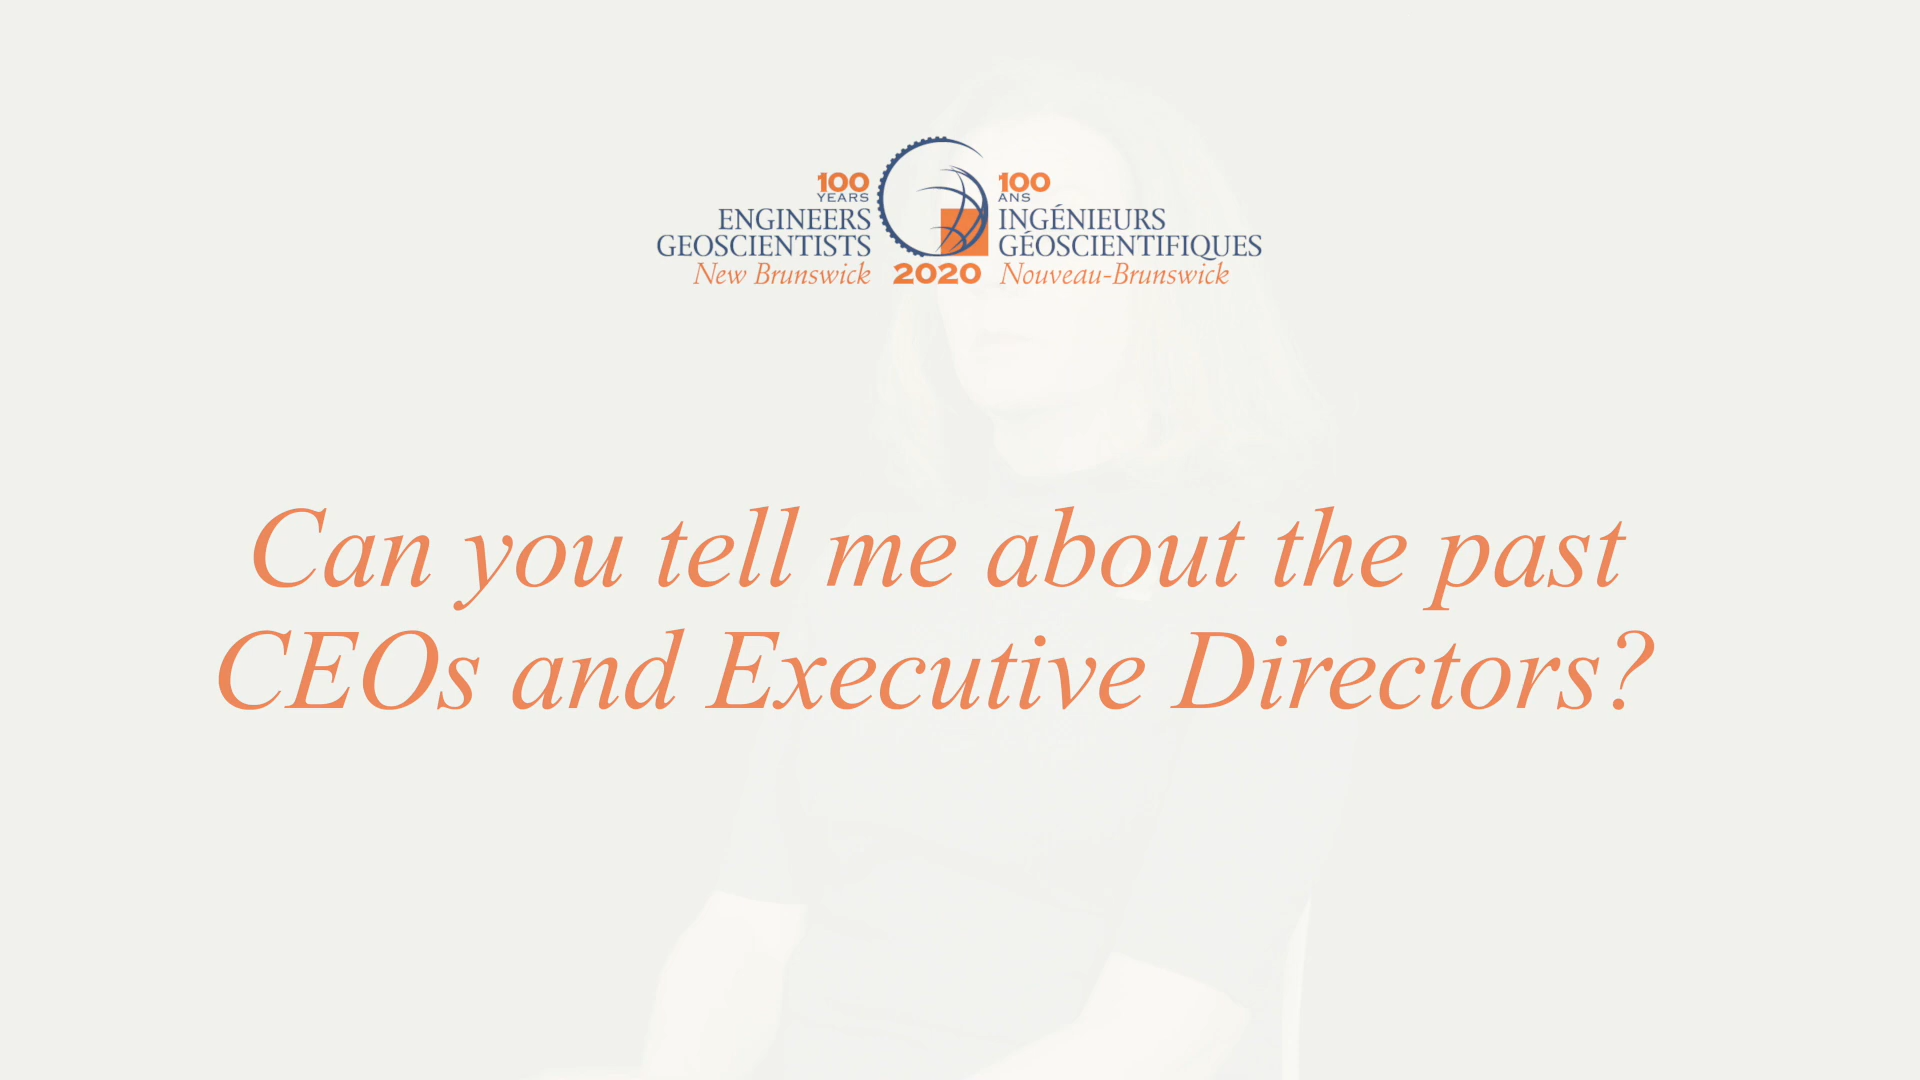 100
YEARS
ENGINEERS
GEOSCIENTISTS
New Brunswick
2020
100
ANS
INGÉNIEURS
GÉOSCIENTIFIQUES
Nouveau-Brunswick
Can you tell me about the past
CEOs and Executive Directors?